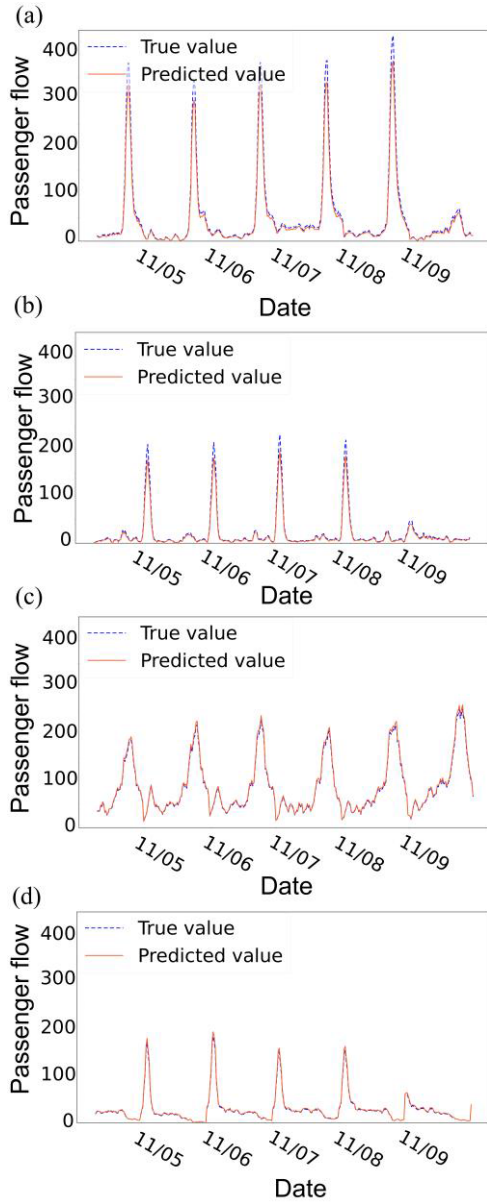 (a)
400
300
200
100
0
Passenger flow
True value
Predicted value
11/05
11/06
11/07
11/08
11/09
Date
(b)
400
300
200
100
0
Passenger flow
True value
Predicted value
11/05
11/06
11/07
11/08
11/09
Date
(c)
400
300
200
100
0
Passenger flow
True value
Predicted value
11/05
11/06
11/07
11/08
11/09
Date
(d)
400
300
200
100
0
Passenger flow
True value
Predicted value
11/05
11/06
11/07
11/08
11/09
Date